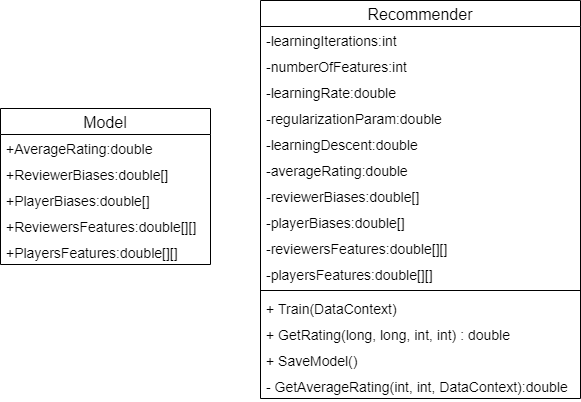 Model
+AverageRating:double
+ReviewerBiases:double[]
+PlayerBiases:double[]
+ReviewersFeatures:double[][]
+PlayersFeatures:double[][]
Recommender
-learningIterations:int
-numberOfFeatures:int
-learningRate:double
-regularizationParam:double
-learningDescent:double
-averageRating:double
-reviewerBiases:double[]
-playerBiases:double[]
-reviewersFeatures:double[][]
-playersFeatures:double[][]
+ Train(DataContext)
+ GetRating(long, long, int, int) : double
+ SaveModel()
- GetAverageRating(int, int, DataContext):double